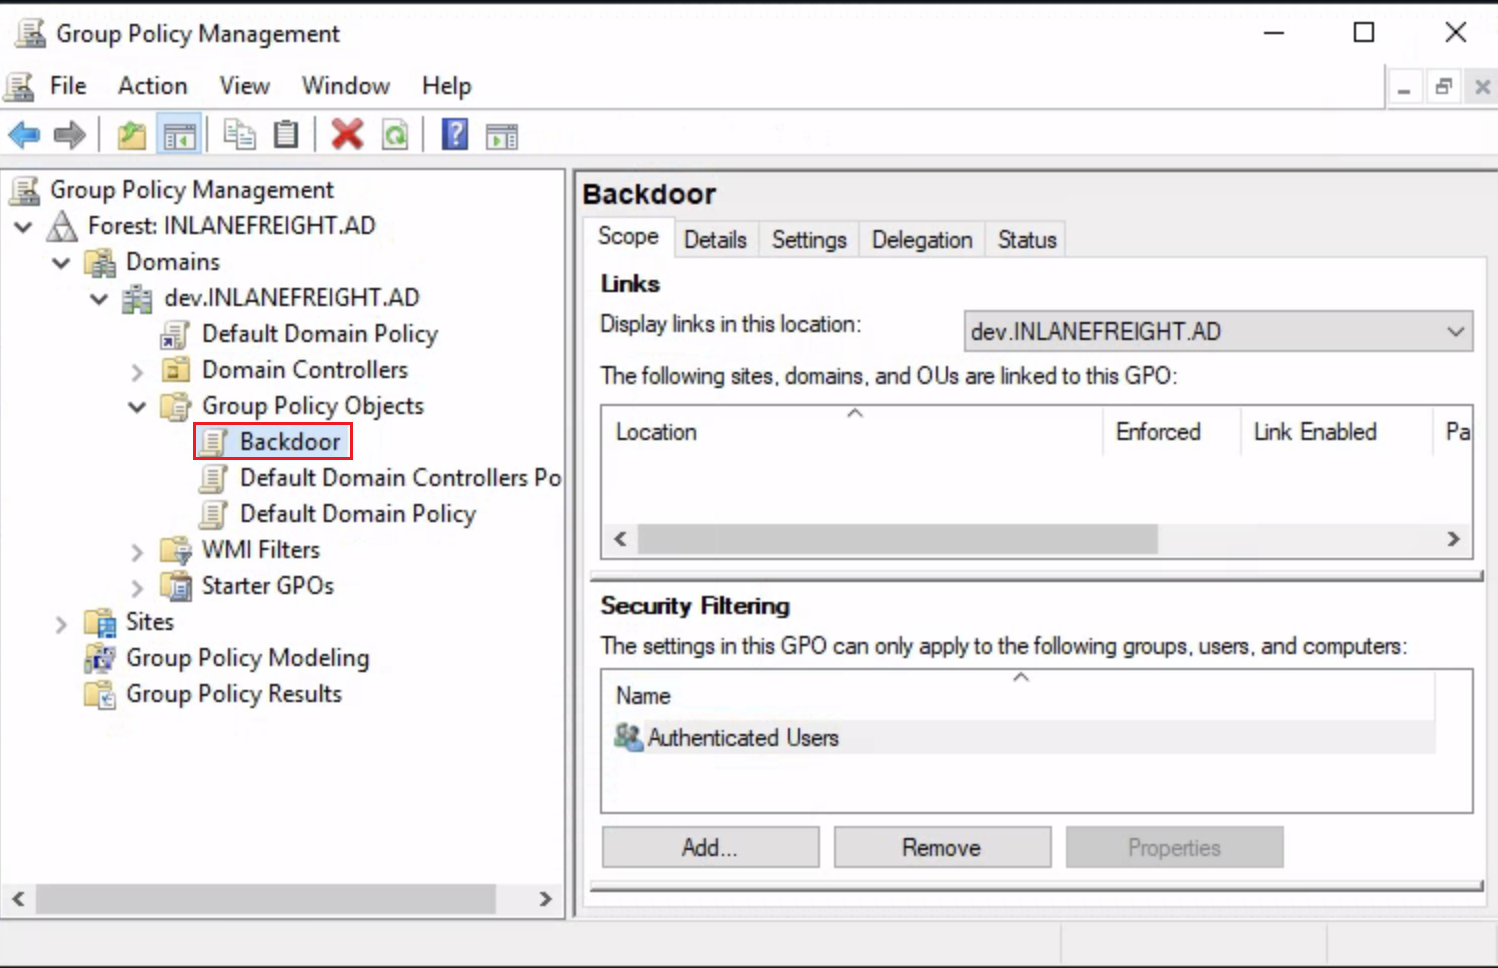 Group Policy Management
File Action View Window Help
Group Policy Management
Forest: INLANEFREIGHT.AD
Domains
dev.INLANEFREIGHT.AD
Default Domain Policy
Domain Controllers
Group Policy Objects
Backdoor
Default Domain Controllers Po
Default Domain Policy
WMI Filters
Starter GPOs
Sites
Group Policy Modeling
Group Policy Results
Backdoor
Scope Details Settings Delegation Status
Links
Display links in this location: dev.INLANEFREIGHT.AD
The following sites, domains, and OUs are linked to this GPO:
Location Enforced Link Enabled Pa
Security Filtering
The settings in this GPO can only apply to the following groups, users, and computers:
Name
Authenticated Users
Add... Remove Properties